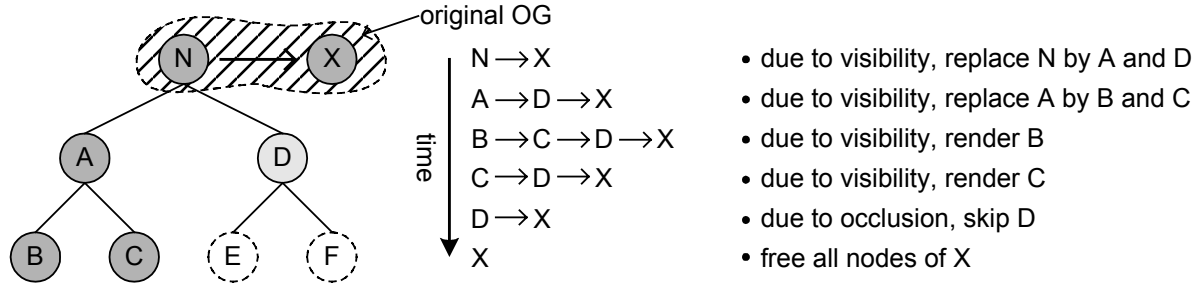 original OG
N X
N → X • due to visibility, replace N by A and D
A → D → X • due to visibility, replace A by B and C
A D
B → C → D → X • due to visibility, render B
time
C → D → X • due to visibility, render C
D → X • due to occlusion, skip D
B C E F
X • free all nodes of X